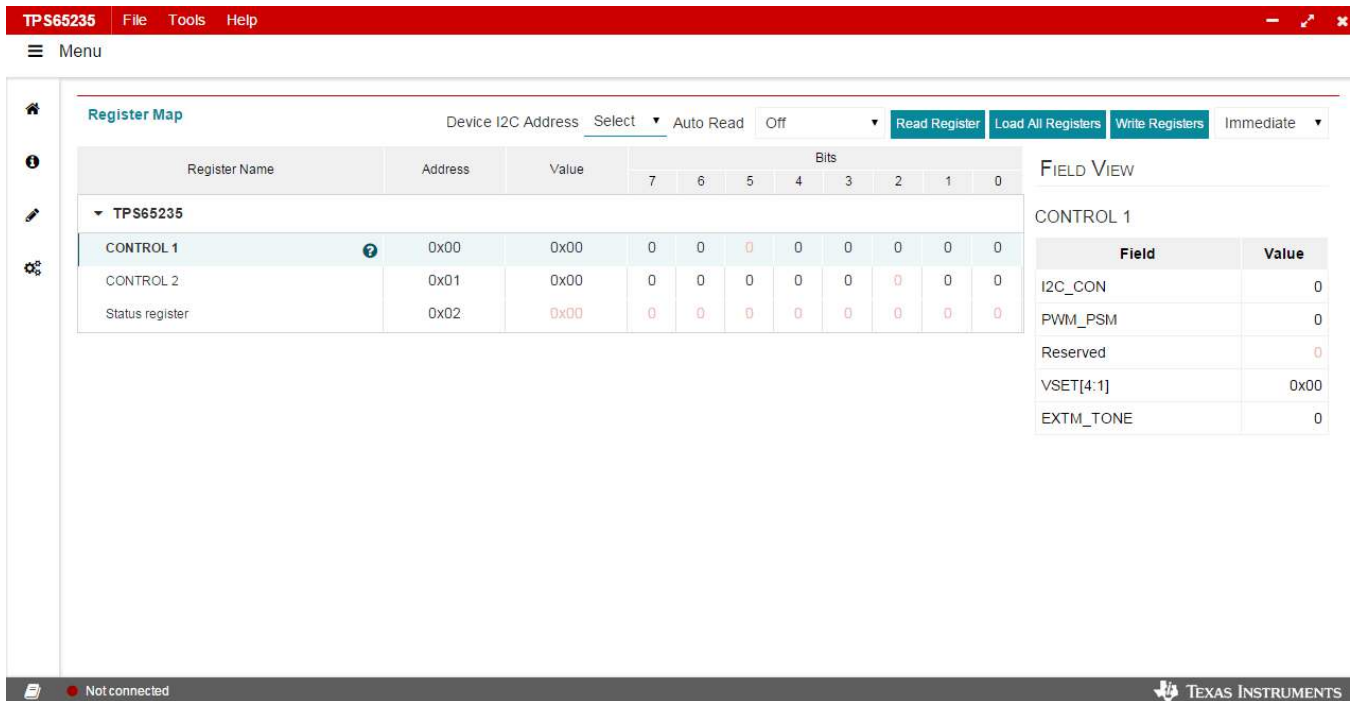 TPS65235 File Tools Help
Menu
Register Map
Device I2C Address Select Auto Read Off Read Register Load All Registers Write Registers Immediate
Register Name Address Value Bits
7 6 5 4 3 2 1 0
TPS65235
CONTROL 1 0x00 0x00 0 0 0 0 0 0 0 0
CONTROL 2 0x01 0x00 0 0 0 0 0 0 0 0
Status register 0x02 0x00 0 0 0 0 0 0 0 0
FIELD VIEW
CONTROL 1
Field Value
I2C_CON 0
PWM_PSM 0
Reserved 0
VSET[4:1] 0x00
EXTM_TONE 0
Not connected
TEXAS INSTRUMENTS